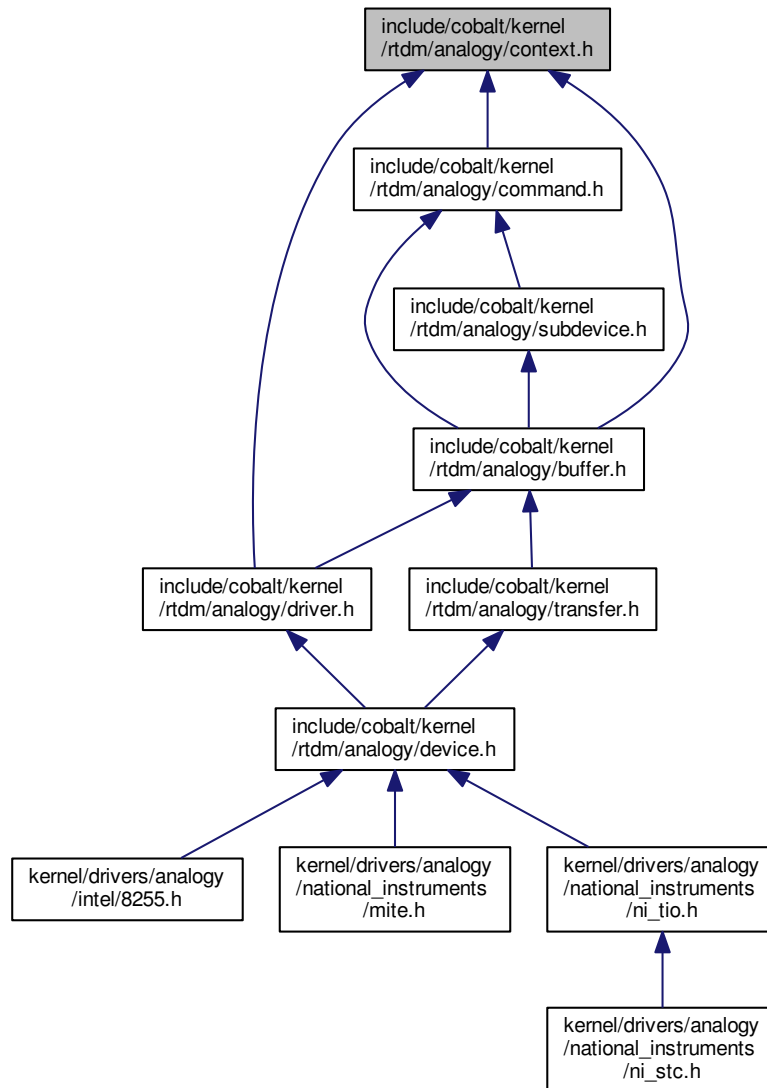 include/cobalt/kernel
/rtdm/analogy/context.h
include/cobalt/kernel
/rtdm/analogy/command.h
include/cobalt/kernel
/rtdm/analogy/subdevice.h
include/cobalt/kernel
/rtdm/analogy/buffer.h
include/cobalt/kernel
/rtdm/analogy/driver.h
include/cobalt/kernel
/rtdm/analogy/transfer.h
include/cobalt/kernel
/rtdm/analogy/device.h
kernel/drivers/analogy
/intel/8255.h
kernel/drivers/analogy
/national_instruments
/mite.h
kernel/drivers/analogy
/national_instruments
/ni_tio.h
kernel/drivers/analogy
/national_instruments
/ni_stc.h